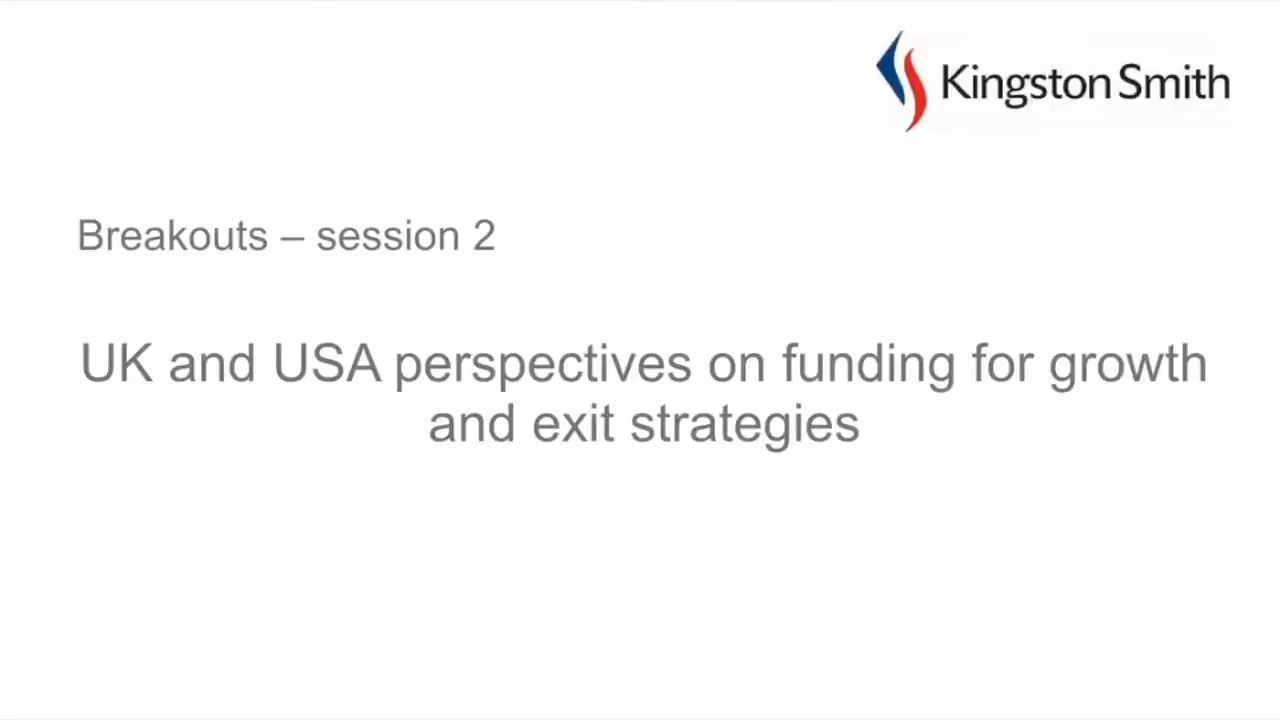 Kingston Smith
Breakouts – session 2
UK and USA perspectives on funding for growth
and exit strategies